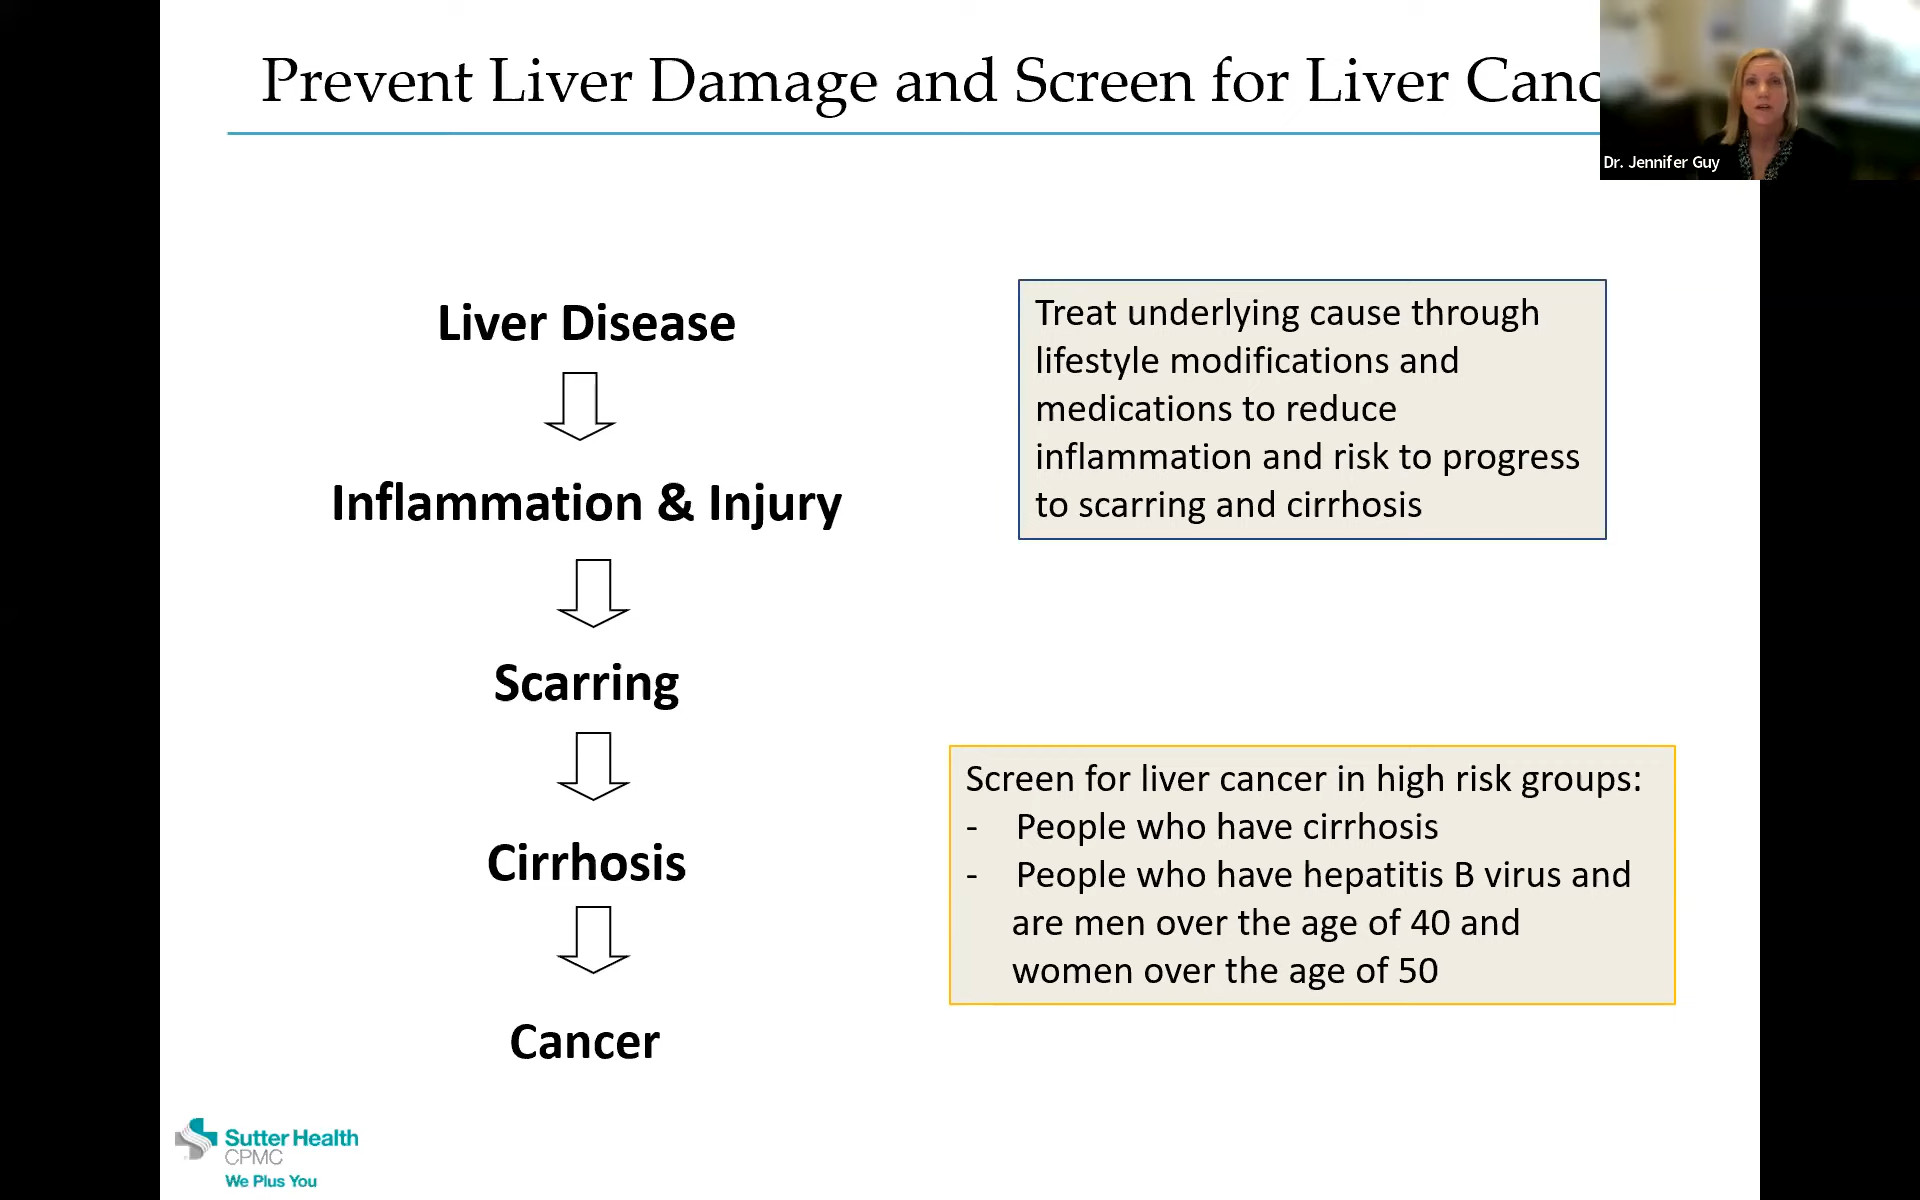 Prevent Liver Damage and Screen for Liver Canc
Dr. Jennifer Guy
Liver Disease
Inflammation & Injury
Scarring
Cirrhosis
Cancer
Treat underlying cause through
lifestyle modifications and
medications to reduce
inflammation and risk to progress
to scarring and cirrhosis
Screen for liver cancer in high risk groups:
- People who have cirrhosis
- People who have hepatitis B virus and
are men over the age of 40 and
women over the age of 50
Sutter Health
CPMC
We Plus You